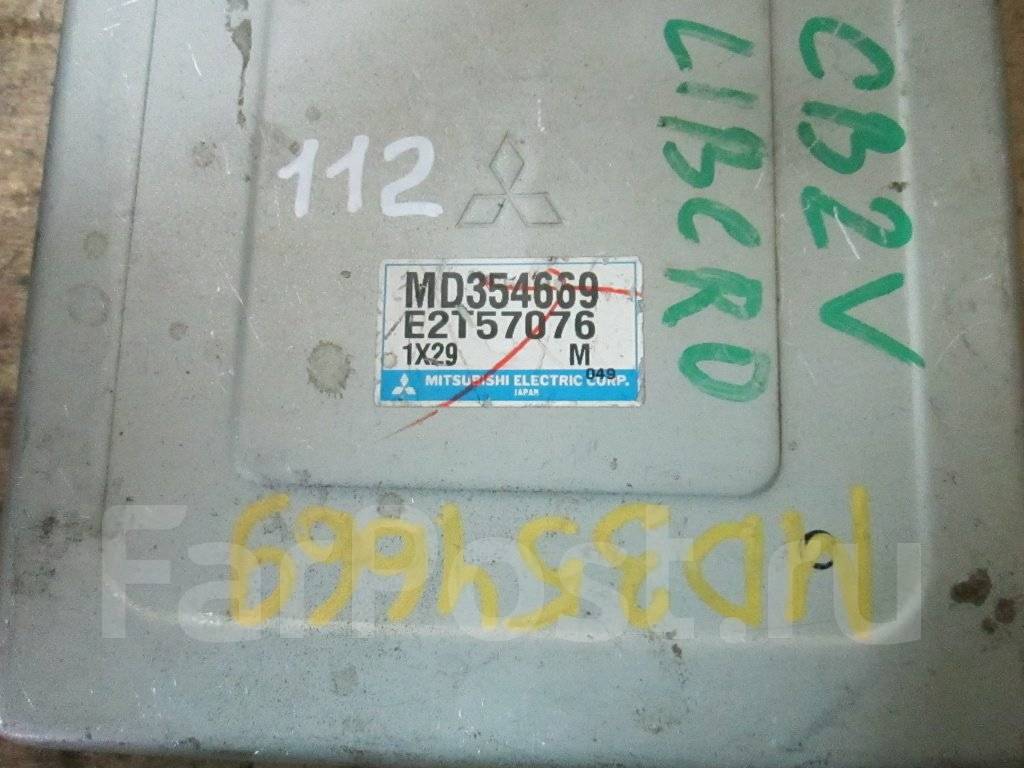 CB2V
LIBERO
112
MD354669
E2T57076
1X29 M
049
MITSUBISHI ELECTRIC CORP.
JAPAN
MD354669
FarPost.ru